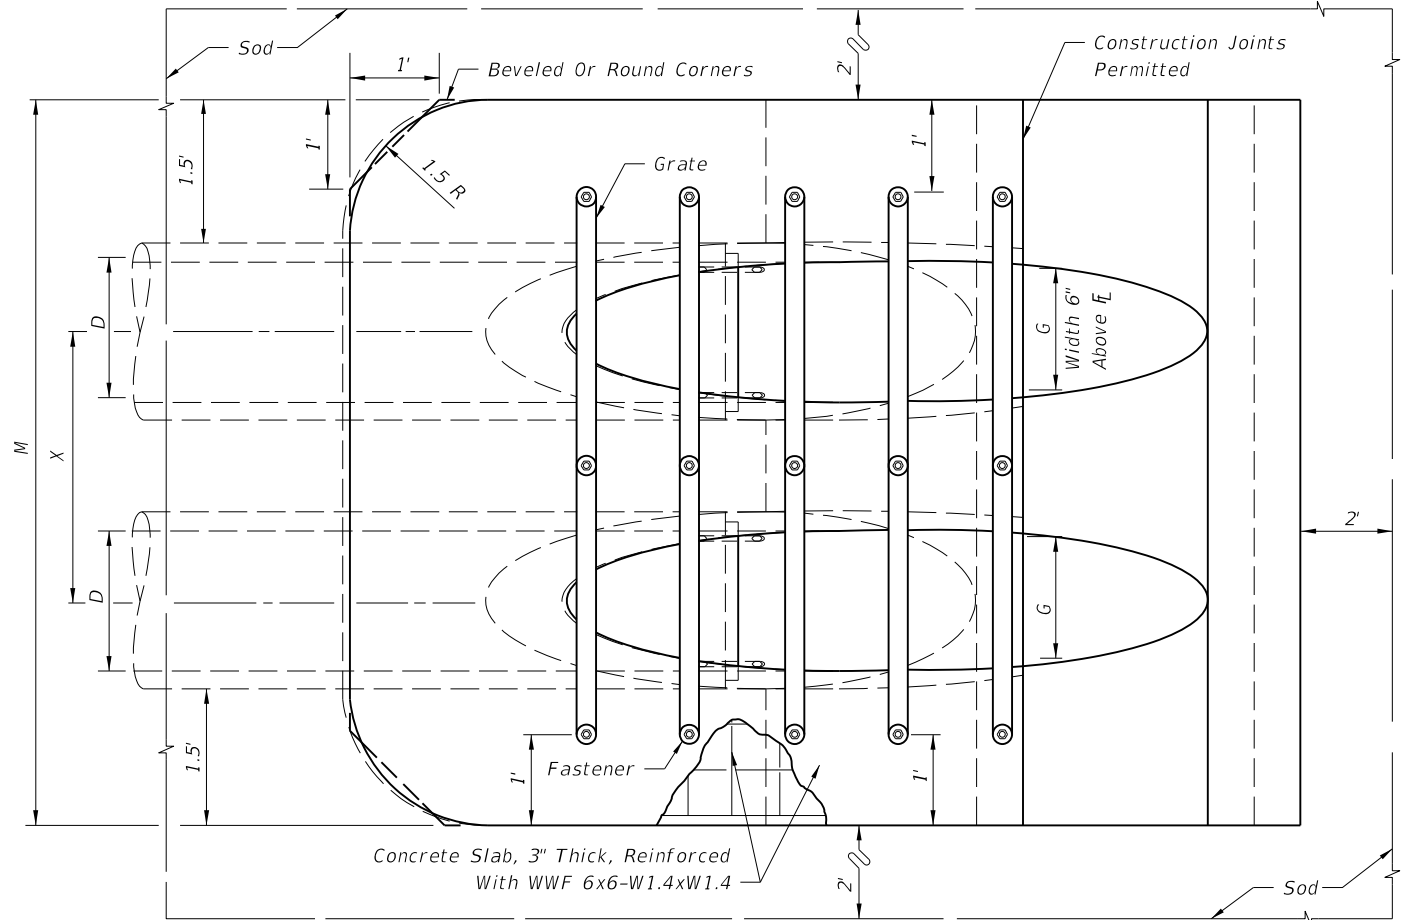 Sod
2'
Construction Joints
Permitted
1'
Beveled Or Round Corners
1.5'
1'
1.5 R
1'
Grate
D
G
Width 6"
Above ℄
M
X
D
G
2'
1.5'
1'
Fastener
1'
Concrete Slab, 3" Thick, Reinforced
With WWF 6x6-W1.4xW1.4
2'
Sod